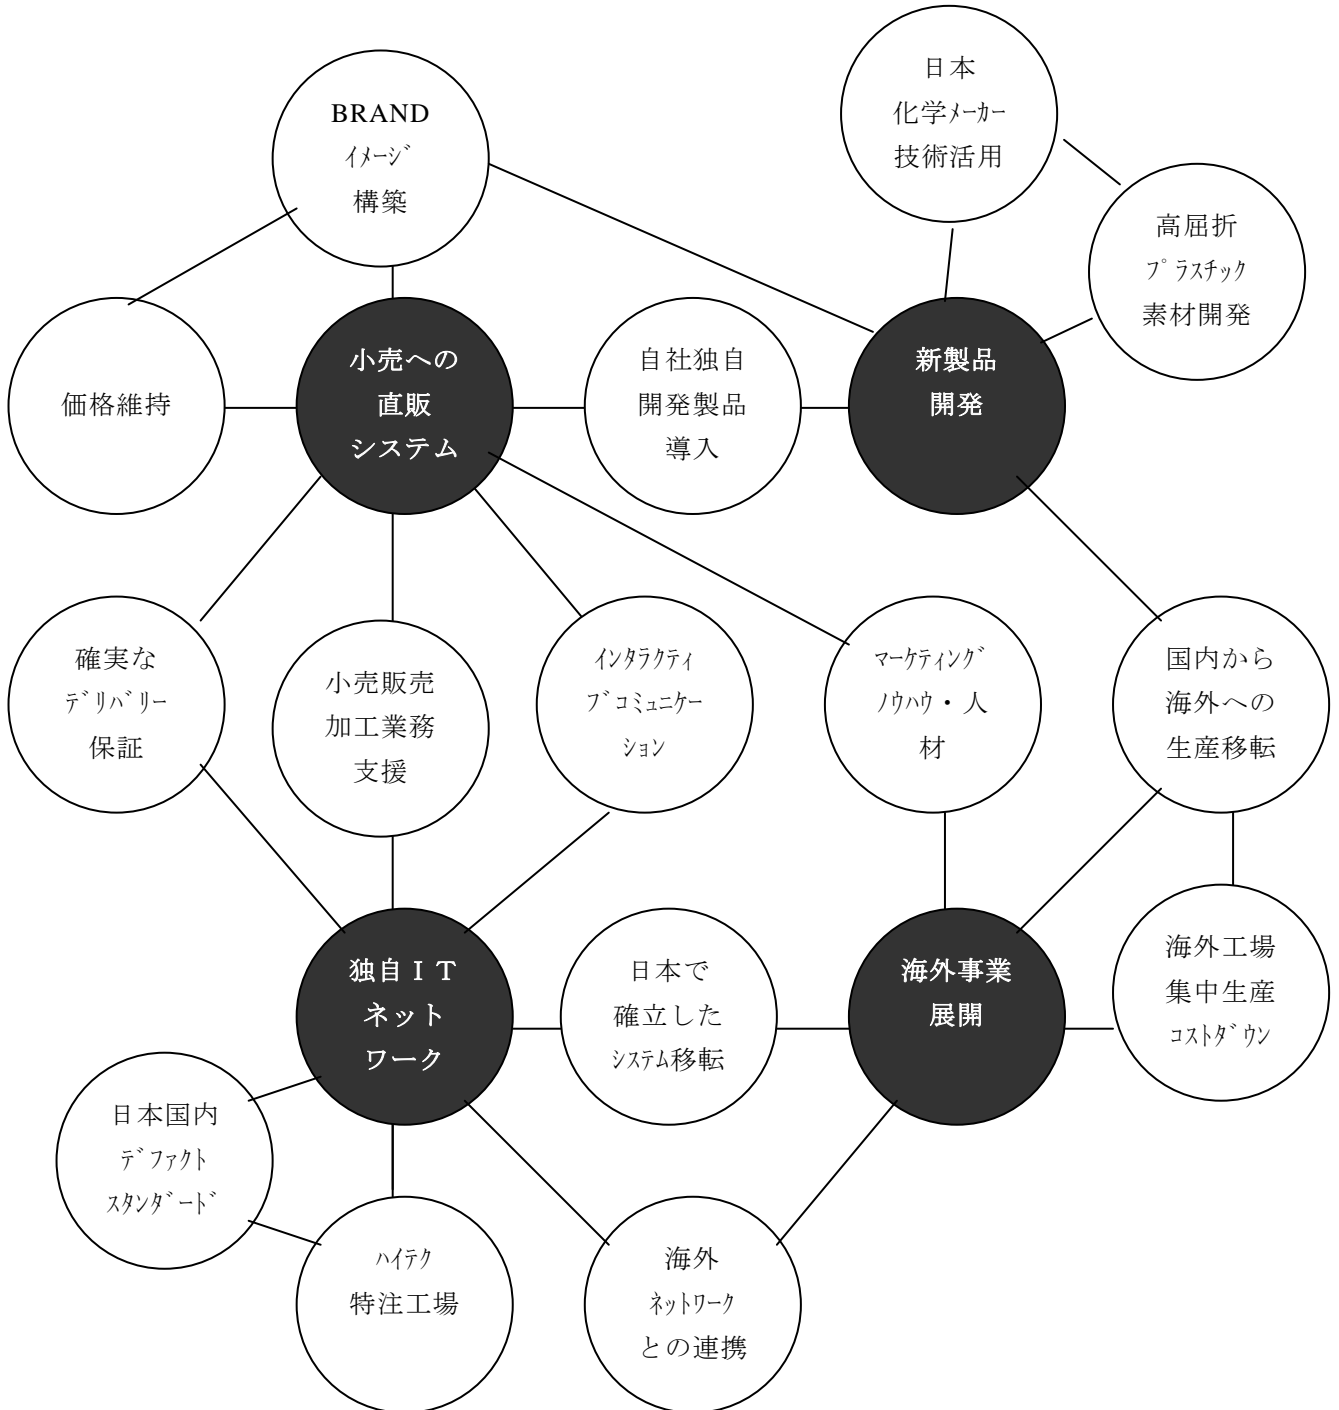 BRAND
ｲﾒｰｼﾞ
構築
日本
化学ﾒｰｶｰ
技術活用
高屈折
ﾌﾟﾗｽﾁｯｸ
素材開発
価格維持
小売への
直販
システム
自社独自
開発製品
導入
新製品
開発
確実な
ﾃﾞﾘﾊﾞﾘｰ
保証
小売販売
加工業務
支援
ｲﾝﾀﾗｸﾃｨ
ﾌﾞｺﾐｭﾆｹｰ
ｼｮﾝ
ﾏｰｹﾃｨﾝｸﾞ
ﾉｳﾊｳ・人
材
国内から
海外への
生産移転
独自ＩＴ
ネット
ワーク
日本で
確立した
ｼｽﾃﾑ移転
海外事業
展開
海外工場
集中生産
ｺｽﾄﾀﾞｳﾝ
日本国内
ﾃﾞﾌｧｸﾄ
ｽﾀﾝﾀﾞｰﾄﾞ
ﾊｲﾃｸ
特注工場
海外
ﾈｯﾄﾜｰｸ
との連携